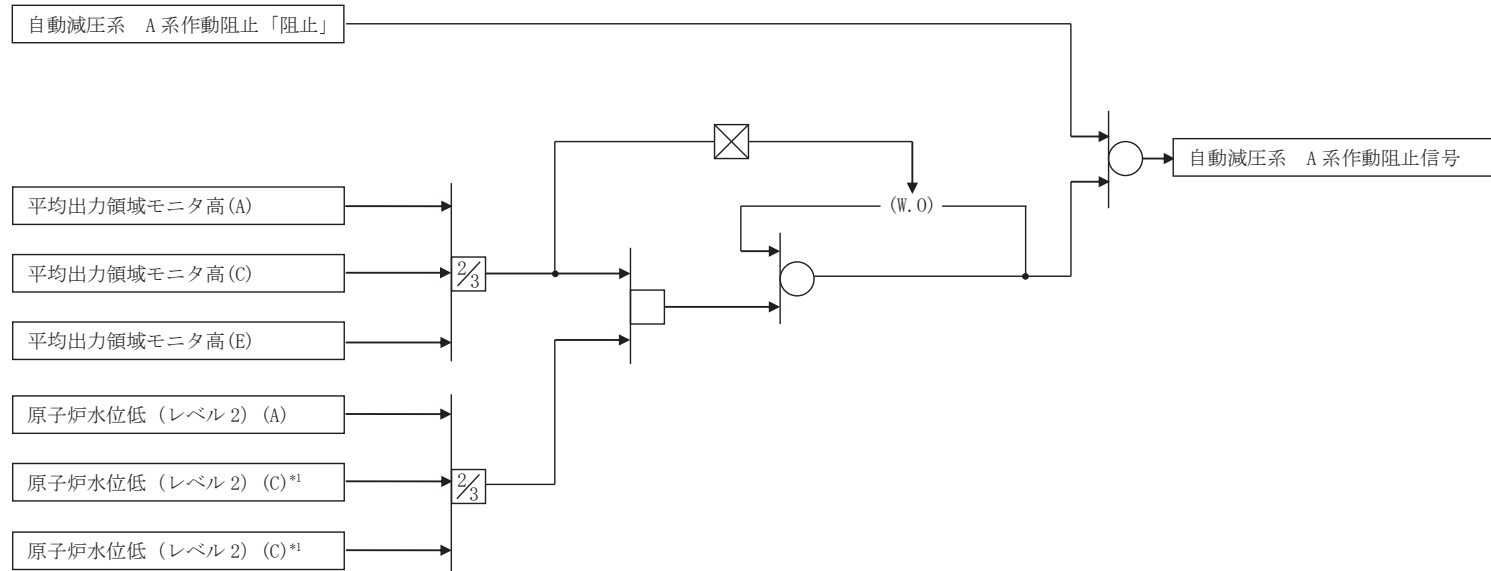 自動減圧系　A系作動阻止「阻止」
自動減圧系　A系作動阻止信号
(W.O)
平均出力領域モニタ高(A)
平均出力領域モニタ高(C)
2/3
平均出力領域モニタ高(E)
原子炉水位低（レベル2）(A)
原子炉水位低（レベル2）(C)*1
2/3
原子炉水位低（レベル2）(C)*1